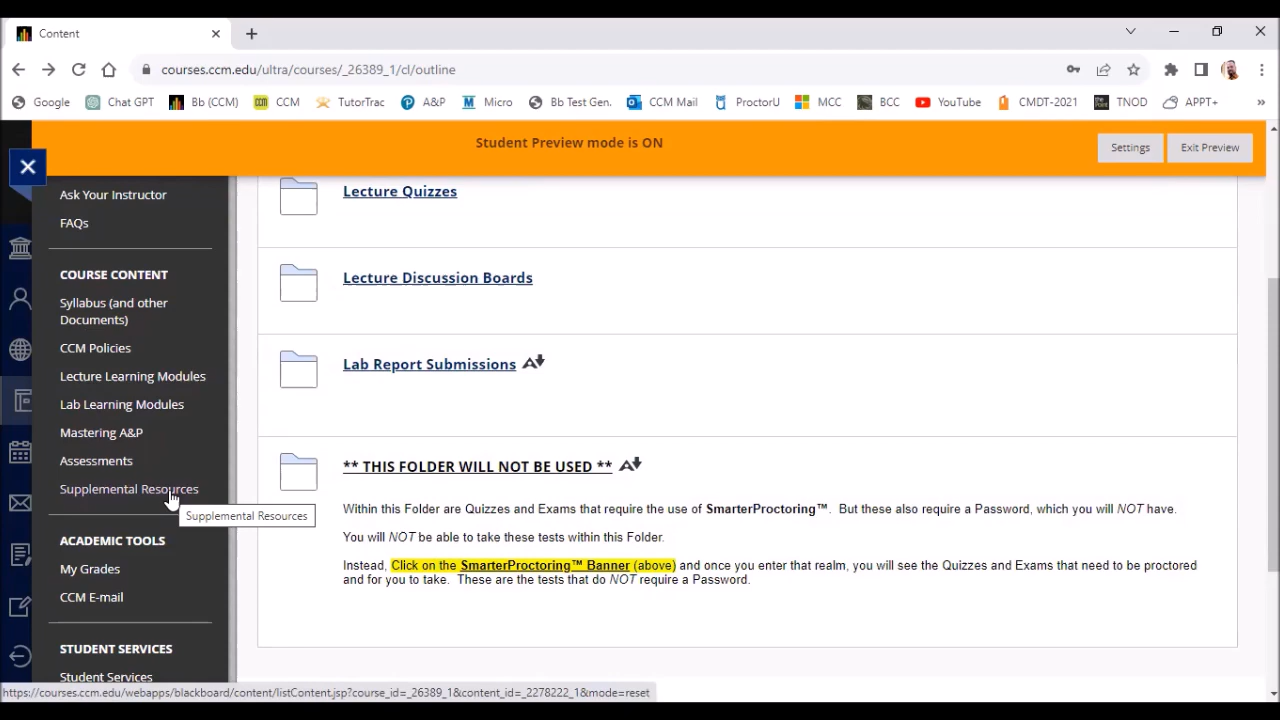 Content
courses.ccm.edu/ultra/courses/_26389_1/cl/outline
Google Chat GPT Bb (CCM) CCM TutorTrac A&P Micro Bb Test Gen. CCM Mail ProctorU MCC BCC YouTube CMDT-2021 TNOD APPT+ »
Student Preview mode is ON
Settings
Exit Preview
Ask Your Instructor
FAQs
COURSE CONTENT
Syllabus (and other
Documents)
CCM Policies
Lecture Learning Modules
Lab Learning Modules
Mastering A&P
Assessments
Supplemental Resources
Supplemental Resources
ACADEMIC TOOLS
My Grades
CCM E-mail
STUDENT SERVICES
Student Services
Lecture Quizzes
Lecture Discussion Boards
Lab Report Submissions
** THIS FOLDER WILL NOT BE USED **
Within this Folder are Quizzes and Exams that require the use of SmarterProctoring™. But these also require a Password, which you will NOT have.
You will NOT be able to take these tests within this Folder.
Instead, Click on the SmarterProctoring™ Banner (above) and once you enter that realm, you will see the Quizzes and Exams that need to be proctored
and for you to take. These are the tests that do NOT require a Password.
https://courses.ccm.edu/webapps/blackboard/content/listContent.jsp?course_id=_26389_1&content_id=_2278222_1&mode=reset